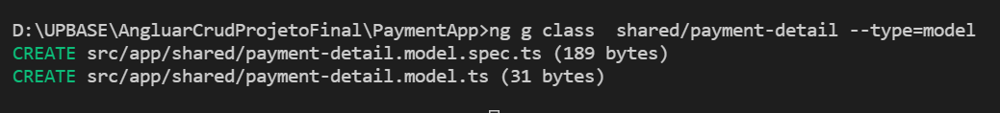 D:\UPBASE\AngluarCrudProjetoFinal\PaymentApp>ng g class  shared/payment-detail --type=model
CREATE src/app/shared/payment-detail.model.spec.ts (189 bytes)
CREATE src/app/shared/payment-detail.model.ts (31 bytes)